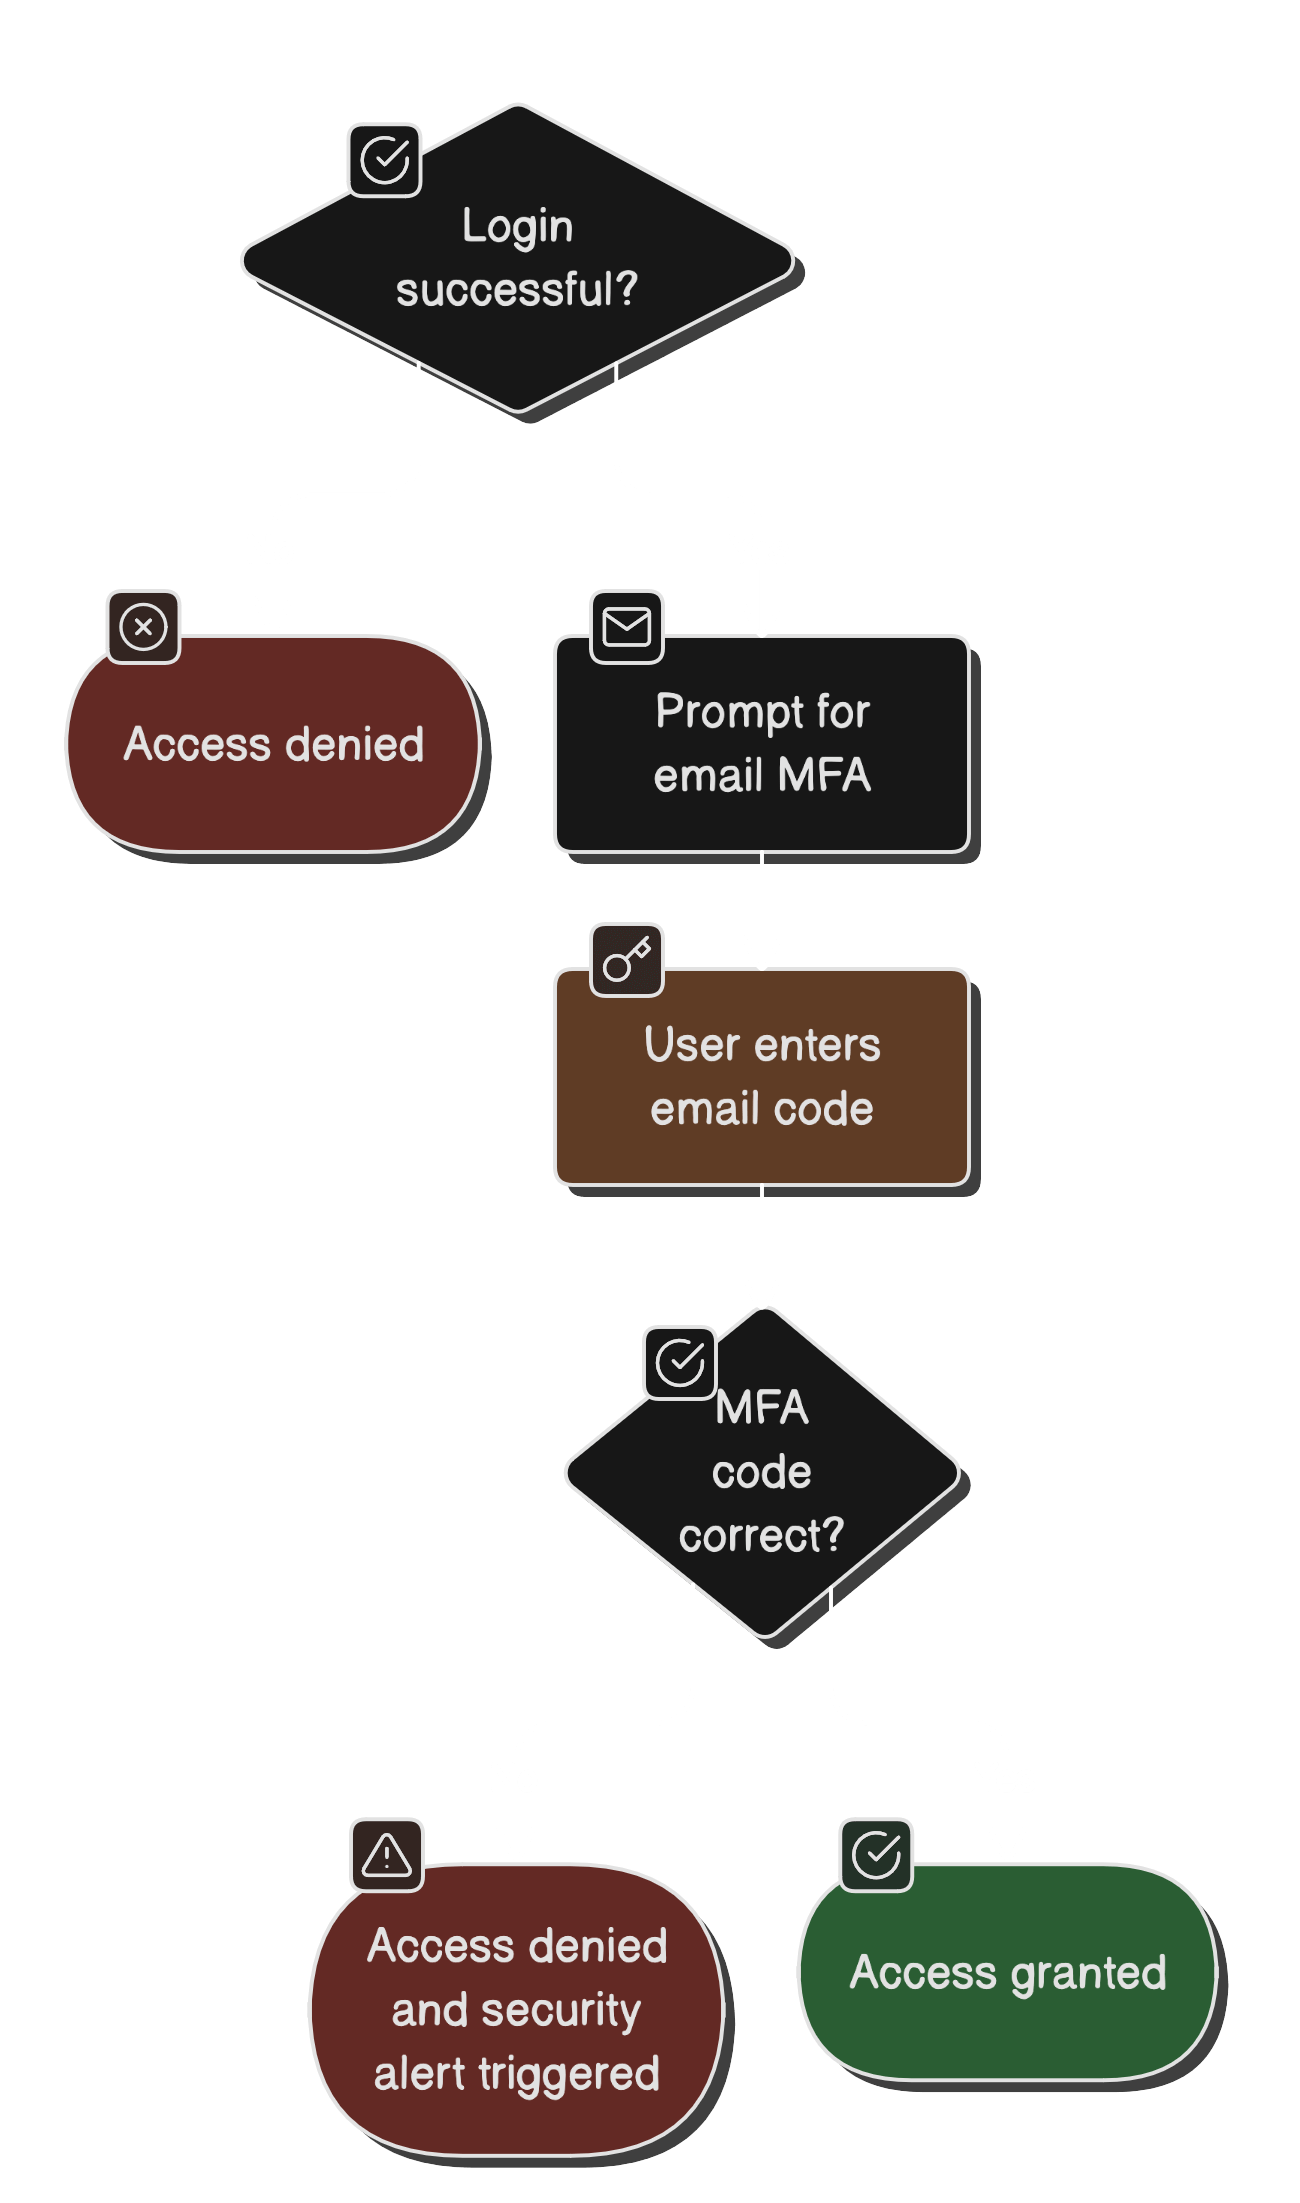 Login
successful?
Access denied
Prompt for
email MFA
User enters
email code
MFA
code
correct?
Access denied
and security
alert triggered
Access granted